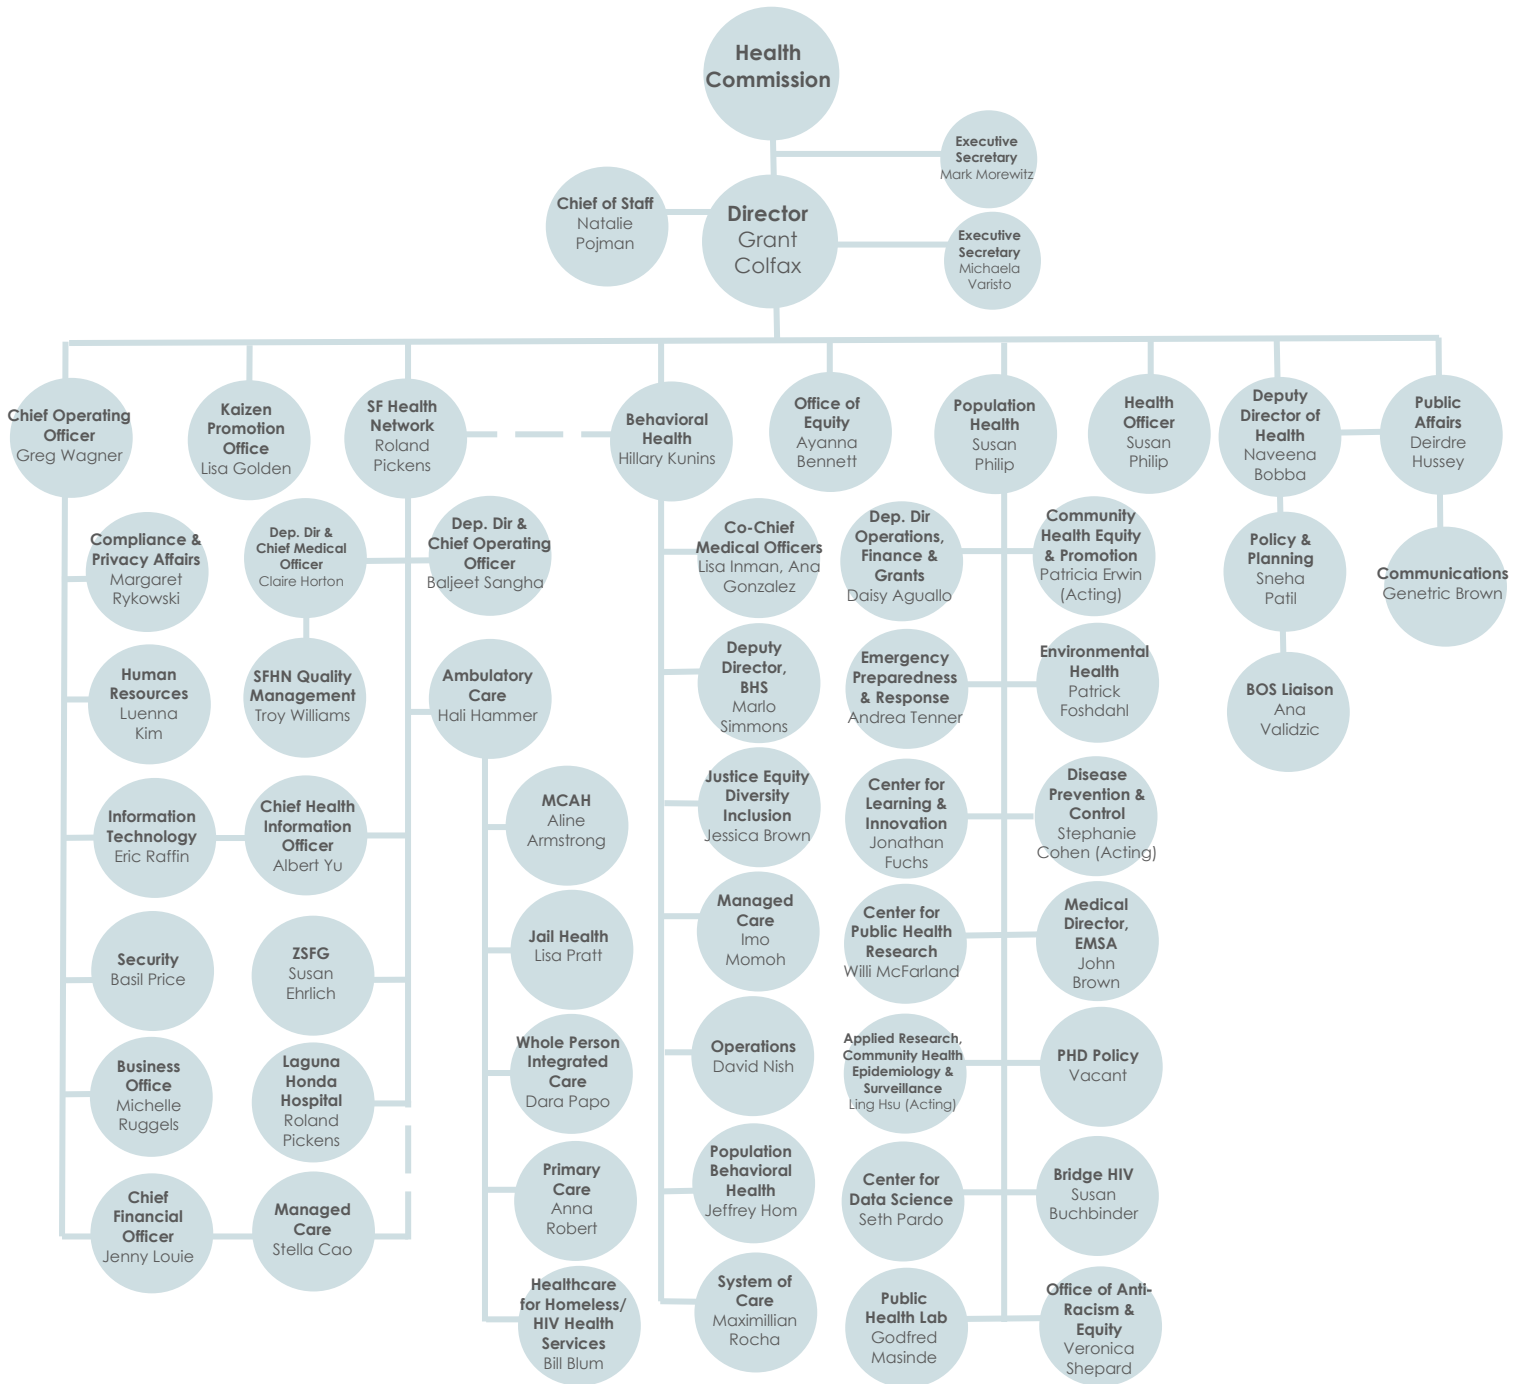 Health
Commission
Executive
Secretary
Mark Morewitz
Chief of Staff
Natalie
Pojman
Director
Grant
Colfax
Executive
Secretary
Michaela
Varisto
Chief Operating
Officer
Greg Wagner
Kaizen
Promotion
Office
Lisa Golden
SF Health
Network
Roland
Pickens
Behavioral
Health
Hillary Kunins
Office of
Equity
Ayanna
Bennett
Population
Health
Susan
Philip
Health
Officer
Susan
Philip
Deputy
Director of
Health
Naveena
Bobba
Public
Affairs
Deirdre
Hussey
Compliance &
Privacy Affairs
Margaret
Rykowski
Human
Resources
Luenna
Kim
Information
Technology
Eric Raffin
Security
Basil Price
Business
Office
Michelle
Ruggels
Chief
Financial
Officer
Jenny Louie
Dep. Dir &
Chief Medical
Officer
Claire Horton
SFHN Quality
Management
Troy Williams
Chief Health
Information
Officer
Albert Yu
ZSFG
Susan
Ehrlich
Laguna
Honda
Hospital
Roland
Pickens
Managed
Care
Stella Cao
Dep. Dir &
Chief Operating
Officer
Baljeet Sangha
Ambulatory
Care
Hali Hammer
MCAH
Aline
Armstrong
Jail Health
Lisa Pratt
Whole Person
Integrated
Care
Dara Papo
Primary
Care
Anna
Robert
Healthcare
for Homeless/
HIV Health
Services
Bill Blum
Co-Chief
Medical Officers
Lisa Inman, Ana
Gonzalez
Deputy
Director,
BHS
Marlo
Simmons
Justice Equity
Diversity
Inclusion
Jessica Brown
Managed
Care
Imo
Momoh
Operations
David Nish
Population
Behavioral
Health
Jeffrey Hom
System of
Care
Maximillian
Rocha
Dep. Dir
Operations,
Finance &
Grants
Daisy Aguallo
Emergency
Preparedness
& Response
Andrea Tenner
Center for
Learning &
Innovation
Jonathan
Fuchs
Center for
Public Health
Research
Willi McFarland
Applied Research,
Community Health
Epidemiology &
Surveillance
Ling Hsu (Acting)
Center for
Data Science
Seth Pardo
Public
Health Lab
Godfred
Masinde
Community
Health Equity
& Promotion
Patricia Erwin
(Acting)
Environmental
Health
Patrick
Foshdahl
Disease
Prevention &
Control
Stephanie
Cohen (Acting)
Medical
Director,
EMSA
John
Brown
PHD Policy
Vacant
Bridge HIV
Susan
Buchbinder
Office of Anti-
Racism &
Equity
Veronica
Shepard
Policy &
Planning
Sneha
Patil
BOS Liaison
Ana
Validzic
Communications
Genetric Brown